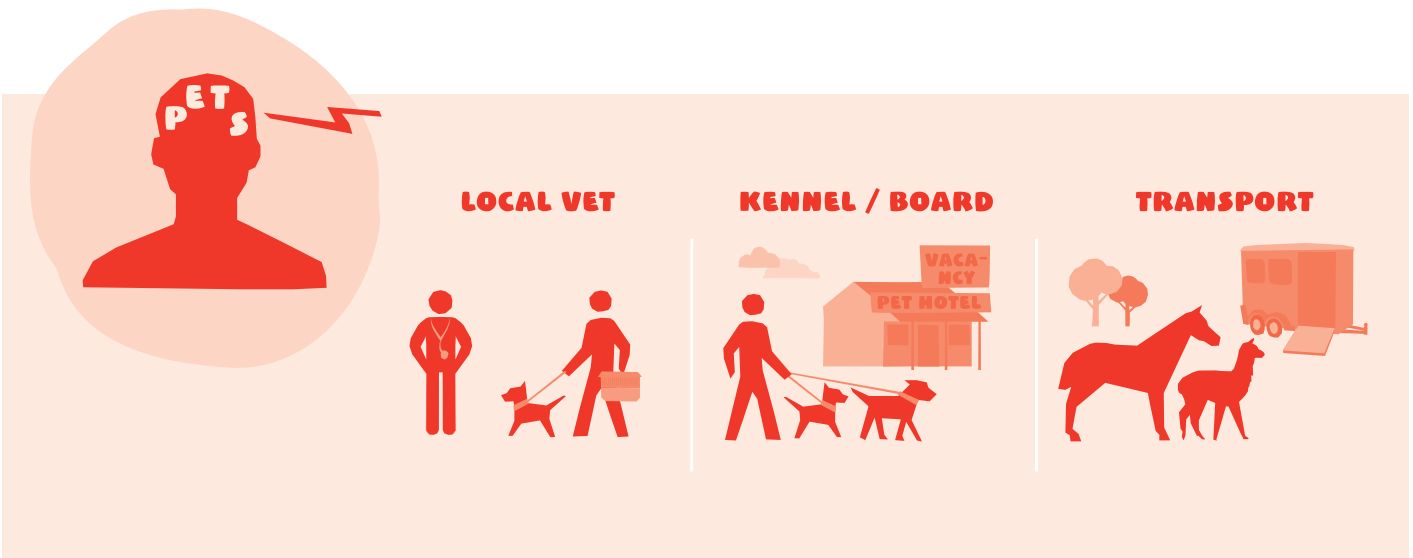 PETS
LOCAL VET
KENNEL / BOARD
TRANSPORT
VACA-
NCY
PET HOTEL